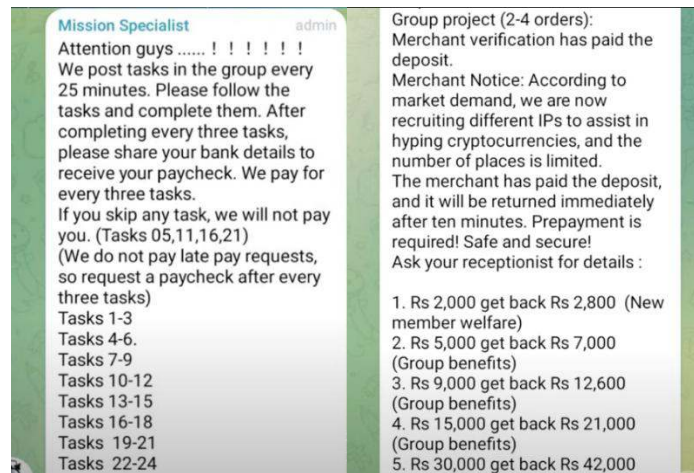 Mission Specialist admin
Attention guys ...... ! ! ! ! ! !
We post tasks in the group every
25 minutes. Please follow the
tasks and complete them. After
completing every three tasks,
please share your bank details to
receive your paycheck. We pay for
every three tasks.
If you skip any task, we will not pay
you. (Tasks 05,11,16,21)
(We do not pay late pay requests,
so request a paycheck after every
three tasks)
Tasks 1-3
Tasks 4-6.
Tasks 7-9
Tasks 10-12
Tasks 13-15
Tasks 16-18
Tasks 19-21
Tasks 22-24
Group project (2-4 orders):
Merchant verification has paid the
deposit.
Merchant Notice: According to
market demand, we are now
recruiting different IPs to assist in
hyping cryptocurrencies, and the
number of places is limited.
The merchant has paid the deposit,
and it will be returned immediately
after ten minutes. Prepayment is
required! Safe and secure!
Ask your receptionist for details :
1. Rs 2,000 get back Rs 2,800 (New
member welfare)
2. Rs 5,000 get back Rs 7,000
(Group benefits)
3. Rs 9,000 get back Rs 12,600
(Group benefits)
4. Rs 15,000 get back Rs 21,000
(Group benefits)
5. Rs 30,000 get back Rs 42,000